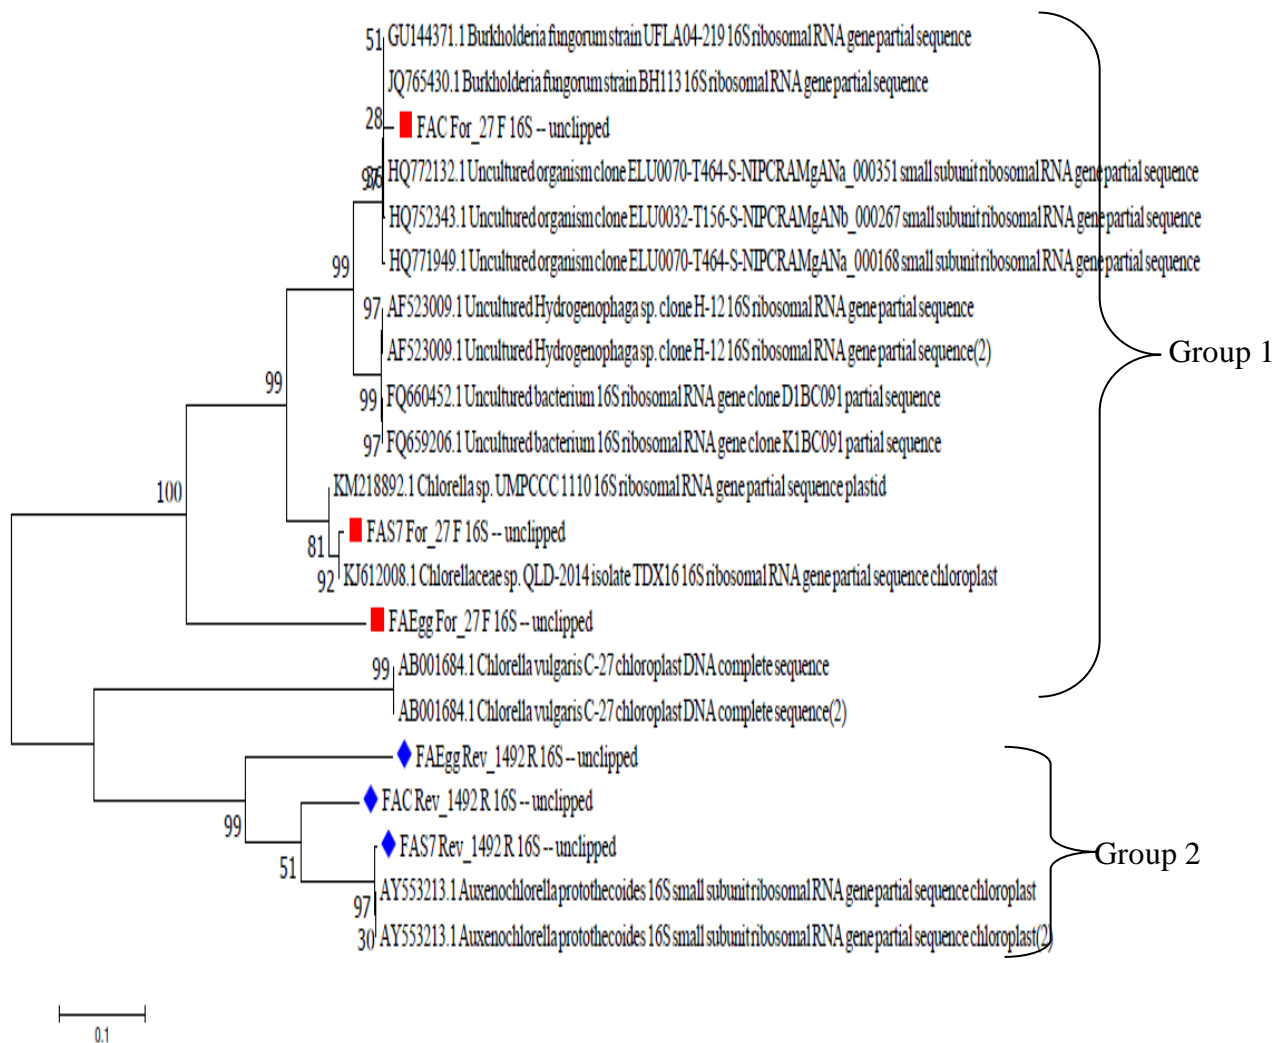 51
GU144371.1 Burkholderia fungorum strain UFLA04-219 16S ribosomal RNA gene partial sequence
JQ765430.1 Burkholderia fungorum strain BH113 16S ribosomal RNA gene partial sequence
28
FAC For_27 F 16S -- unclipped
HQ772132.1 Uncultured organism clone ELU0070-T464-S-NIPCRAMgANa_000351 small subunit ribosomal RNA gene partial sequence
HQ752343.1 Uncultured organism clone ELU0032-T156-S-NIPCRAMgANb_000267 small subunit ribosomal RNA gene partial sequence
99
HQ771949.1 Uncultured organism clone ELU0070-T464-S-NIPCRAMgANa_000168 small subunit ribosomal RNA gene partial sequence
97
AF523009.1 Uncultured Hydrogenophaga sp. clone H-12 16S ribosomal RNA gene partial sequence
AF523009.1 Uncultured Hydrogenophaga sp. clone H-12 16S ribosomal RNA gene partial sequence(2)
Group 1
99
99
FQ660452.1 Uncultured bacterium 16S ribosomal RNA gene clone D1BC091 partial sequence
97
FQ659206.1 Uncultured bacterium 16S ribosomal RNA gene clone K1BC091 partial sequence
100
KM218892.1 Chlorella sp. UMPCCC 1110 16S ribosomal RNA gene partial sequence plastid
FAS7 For_27 F 16S -- unclipped
81
92
KJ612008.1 Chlorellaceae sp. QLD-2014 isolate TDX16 16S ribosomal RNA gene partial sequence chloroplast
FAEgg For_27 F 16S -- unclipped
99
AB001684.1 Chlorella vulgaris C-27 chloroplast DNA complete sequence
AB001684.1 Chlorella vulgaris C-27 chloroplast DNA complete sequence(2)
FAEgg Rev_1492 R 16S -- unclipped
FAC Rev_1492 R 16S -- unclipped
99
FAS7 Rev_1492 R 16S -- unclipped
Group 2
51
AY553213.1 Auxenochlorella protothecoides 16S small subunit ribosomal RNA gene partial sequence chloroplast
97
30
AY553213.1 Auxenochlorella protothecoides 16S small subunit ribosomal RNA gene partial sequence chloroplast(2)
0.1